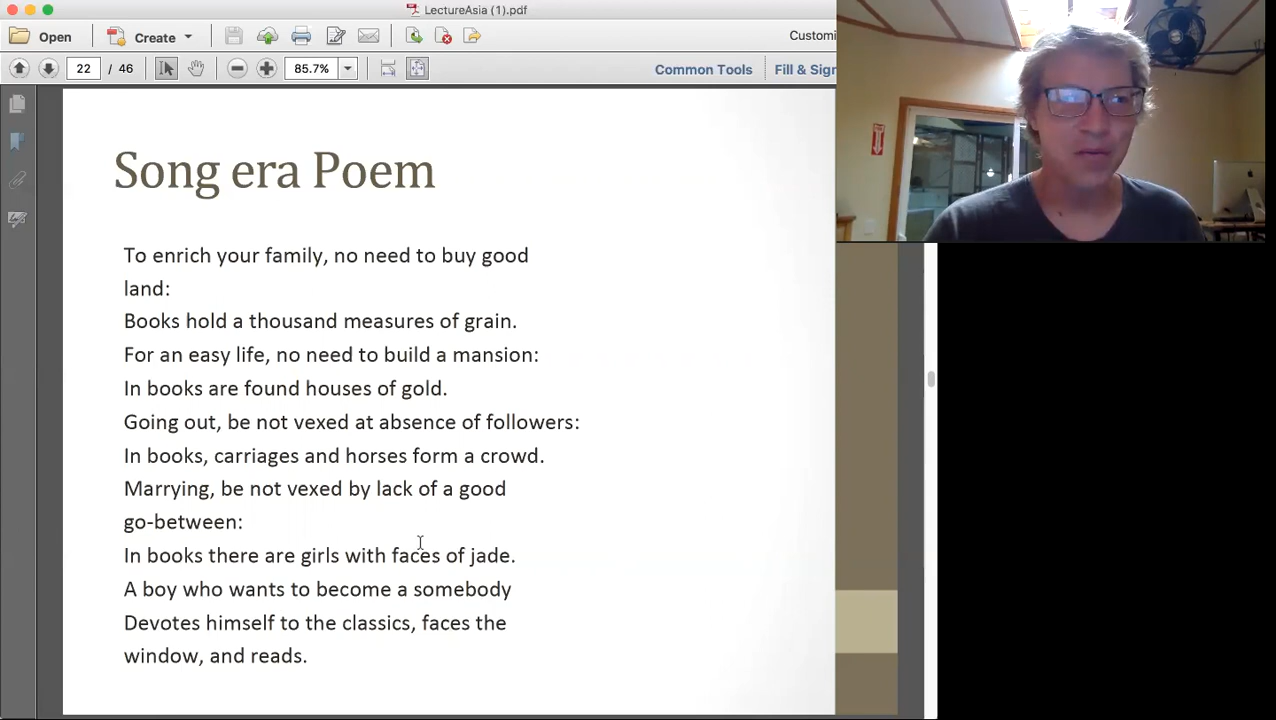 LectureAsia (1).pdf
Open
Create
Customi
22 / 46
85.7%
Common Tools
Fill & Sign
Song era Poem
To enrich your family, no need to buy good
land:
Books hold a thousand measures of grain.
For an easy life, no need to build a mansion:
In books are found houses of gold.
Going out, be not vexed at absence of followers:
In books, carriages and horses form a crowd.
Marrying, be not vexed by lack of a good
go-between:
In books there are girls with faces of jade.
A boy who wants to become a somebody
Devotes himself to the classics, faces the
window, and reads.